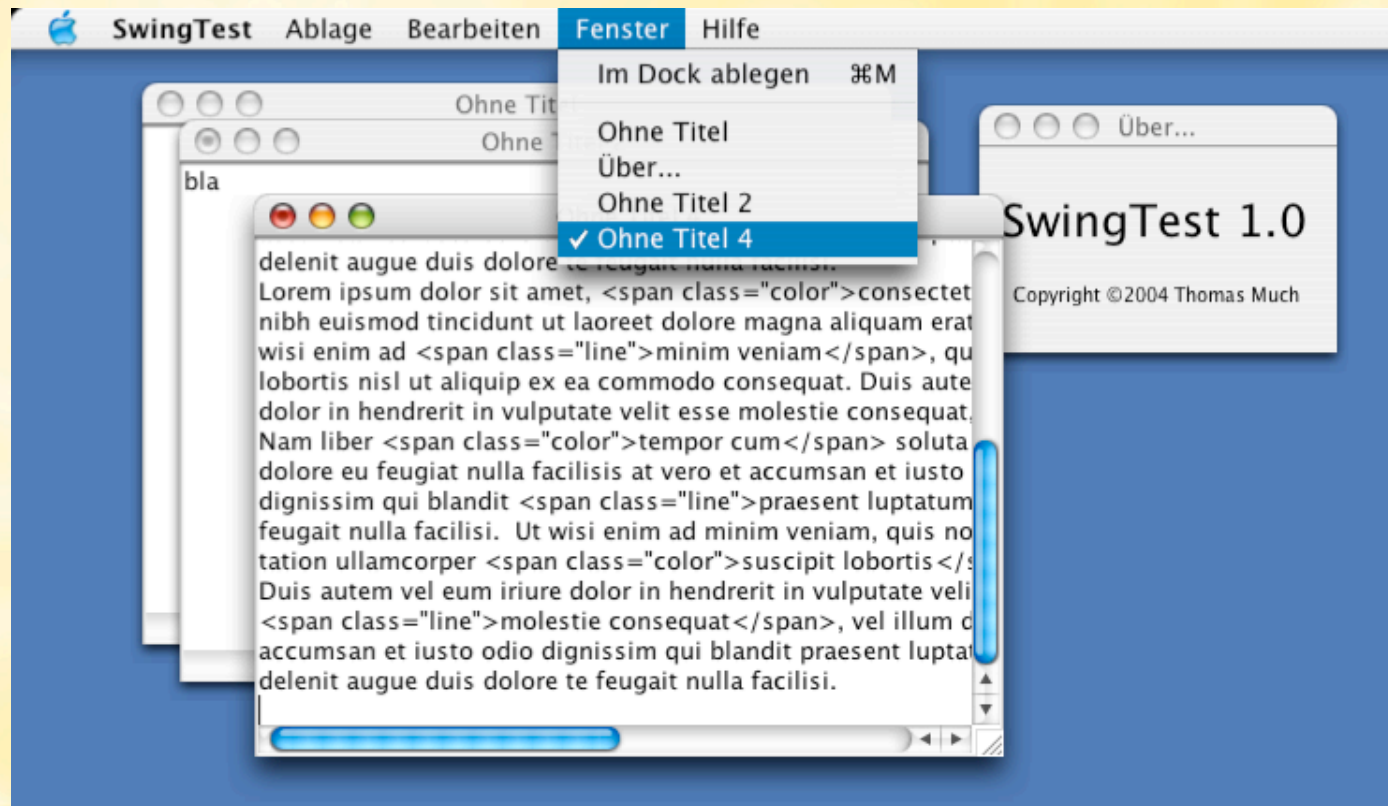 SwingTest Ablage Bearbeiten Fenster Hilfe
Im Dock ablegen ⌘M
Ohne Titel
Über...
Ohne Titel 2
✓ Ohne Titel 4
Ohne Tit
Ohne
bla
Über...
SwingTest 1.0
Copyright ©2004 Thomas Much
delenit augue duis dolore te feugait nulla facilisi.
Lorem ipsum dolor sit amet, <span class="color">consectet
nibh euismod tincidunt ut laoreet dolore magna aliquam erat
wisi enim ad <span class="line">minim veniam</span>, qu
lobortis nisl ut aliquip ex ea commodo consequat. Duis aute
dolor in hendrerit in vulputate velit esse molestie consequat,
Nam liber <span class="color">tempor cum</span> soluta
dolore eu feugiat nulla facilisis at vero et accumsan et iusto
dignissim qui blandit <span class="line">praesent luptatum
feugait nulla facilisi.  Ut wisi enim ad minim veniam, quis no
tation ullamcorper <span class="color">suscipit lobortis</s
Duis autem vel eum iriure dolor in hendrerit in vulputate veli
<span class="line">molestie consequat</span>, vel illum d
accumsan et iusto odio dignissim qui blandit praesent luptat
delenit augue duis dolore te feugait nulla facilisi.